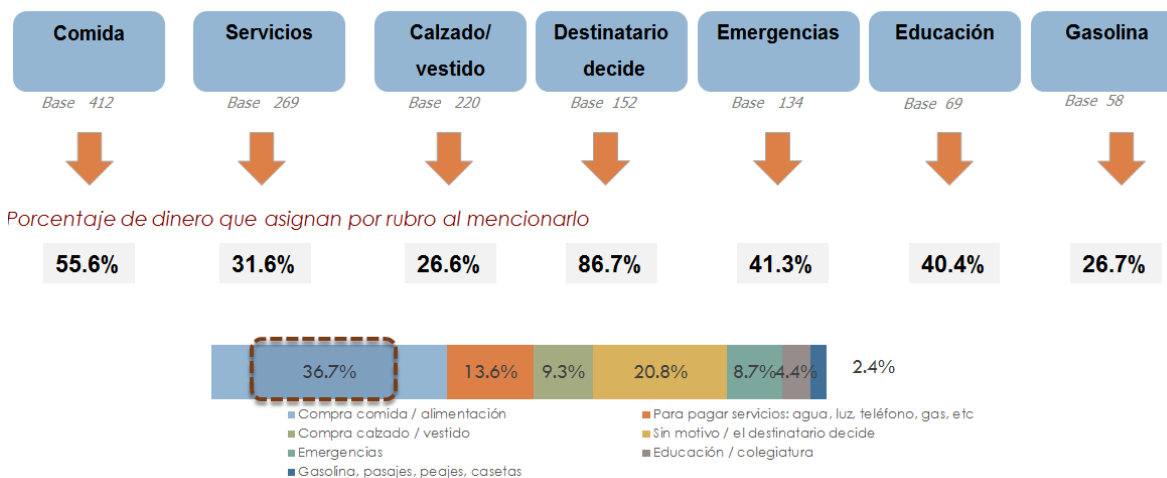 Comida
Servicios
Calzado/
vestido
Destinatario
decide
Emergencias
Educación
Gasolina
Base 412
Base 269
Base 220
Base 152
Base 134
Base 69
Base 58
Porcentaje de dinero que asignan por rubro al mencionarlo
55.6%
31.6%
26.6%
86.7%
41.3%
40.4%
26.7%
36.7%
13.6%
9.3%
20.8%
8.7%
4.4%
2.4%
Compra comida / alimentación
Para pagar servicios: agua, luz, teléfono, gas, etc
Compra calzado / vestido
Sin motivo / el destinatario decide
Emergencias
Educación / colegiatura
Gasolina, pasajes, peajes, casetas